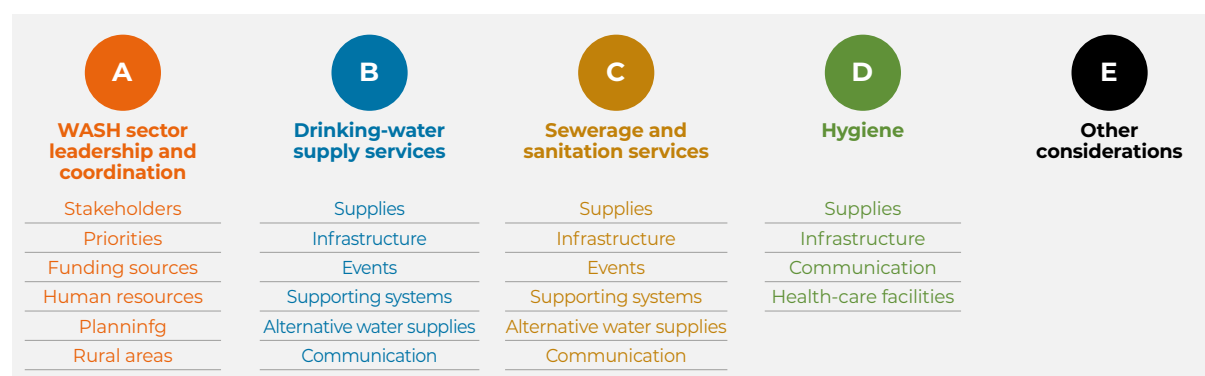 A
WASH sector
leadership and
coordination
Stakeholders
Priorities
Funding sources
Human resources
Planninfg
Rural areas
B
Drinking-water
supply services
Supplies
Infrastructure
Events
Supporting systems
Alternative water supplies
Communication
C
Sewerage and
sanitation services
Supplies
Infrastructure
Events
Supporting systems
Alternative water supplies
Communication
D
Hygiene
Supplies
Infrastructure
Communication
Health-care facilities
E
Other
considerations